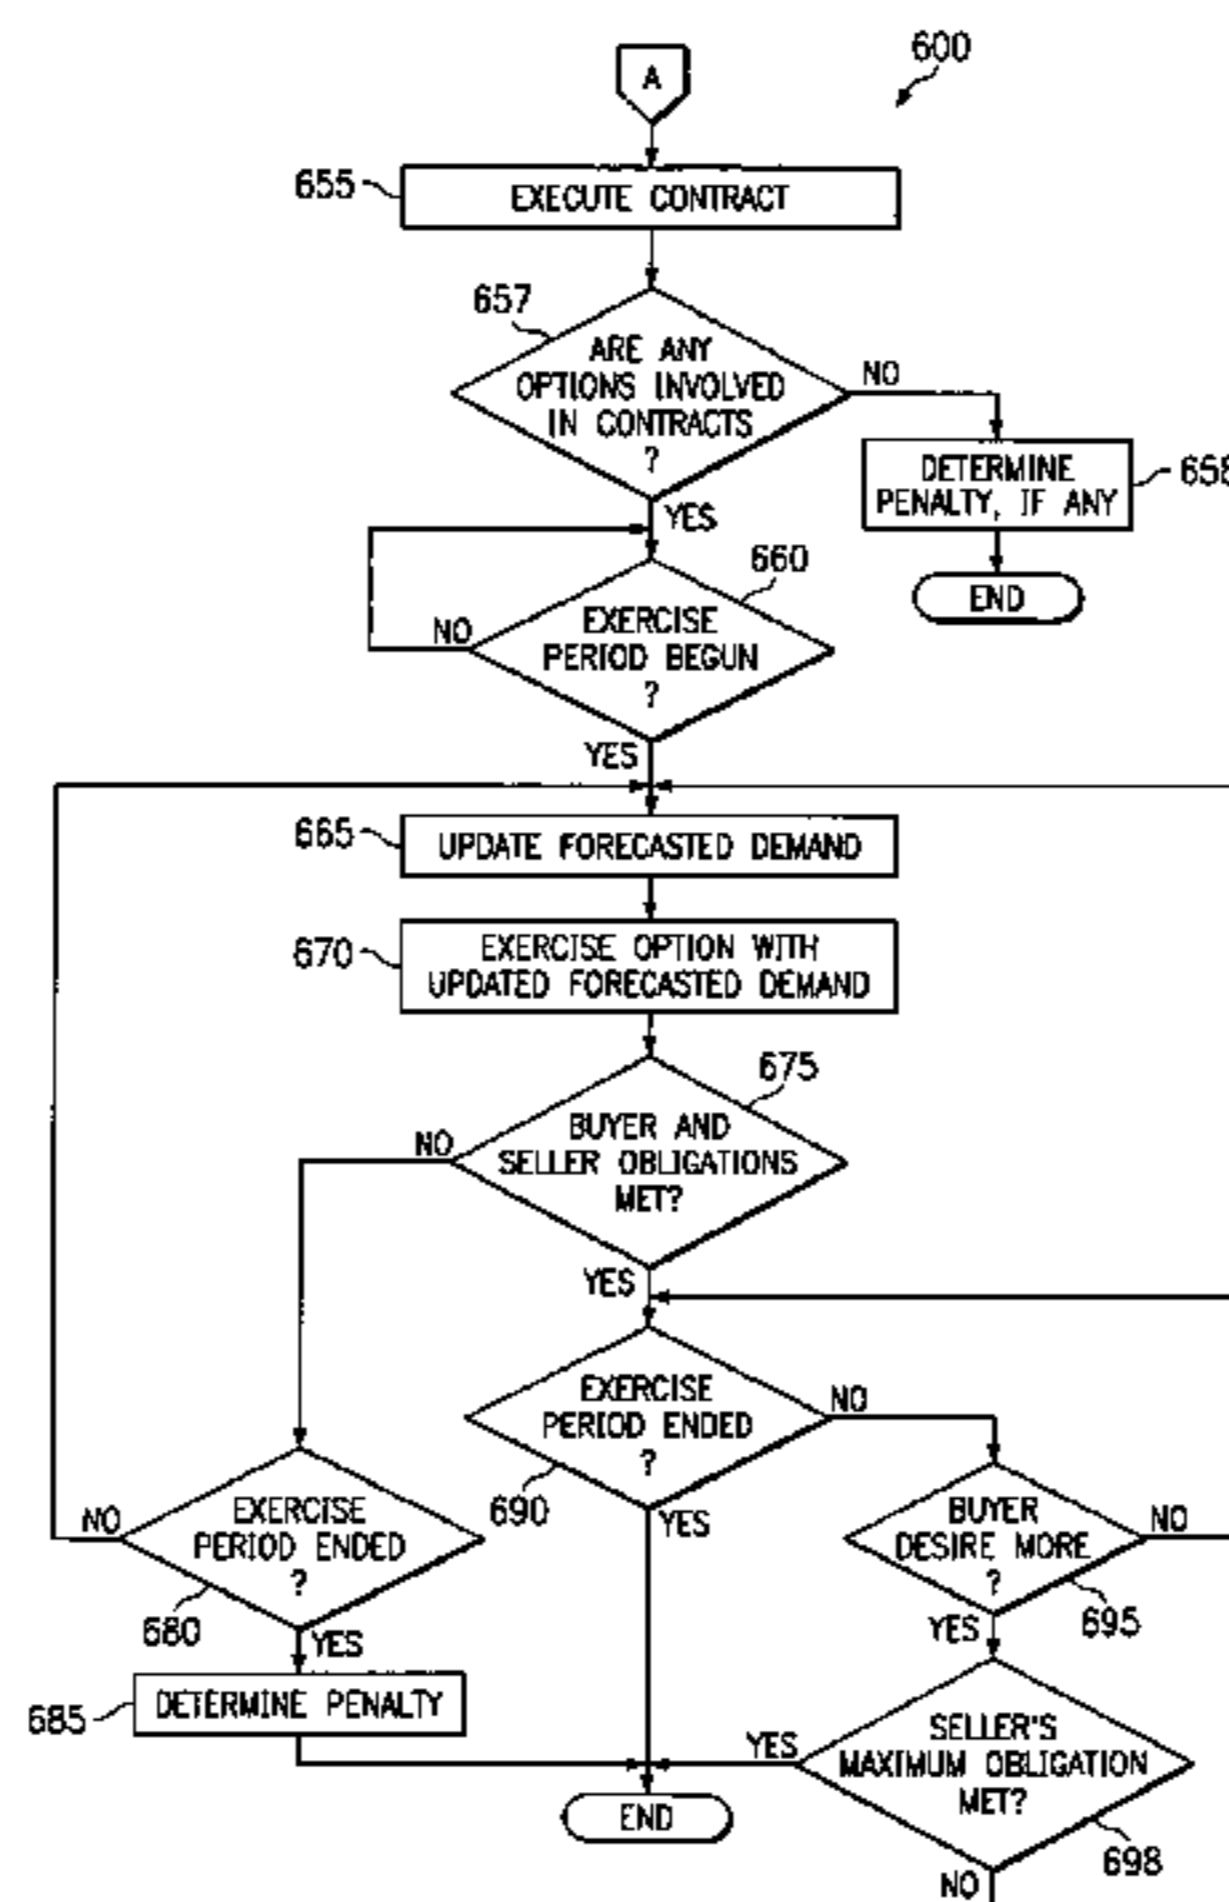 600
A
655
EXECUTE CONTRACT
657
ARE ANY
OPTIONS INVOLVED
IN CONTRACTS
?
NO
DETERMINE
PENALTY, IF ANY
658
END
YES
660
EXERCISE
PERIOD BEGUN
?
NO
YES
665
UPDATE FORECASTED DEMAND
670
EXERCISE OPTION WITH
UPDATED FORECASTED DEMAND
675
BUYER AND
SELLER OBLIGATIONS
MET?
NO
YES
EXERCISE
PERIOD ENDED
?
690
NO
YES
EXERCISE
PERIOD ENDED
?
NO
680
YES
685
DETERMINE PENALTY
BUYER
DESIRE MORE
?
NO
695
YES
SELLER'S
MAXIMUM OBLIGATION
MET?
YES
698
NO
END